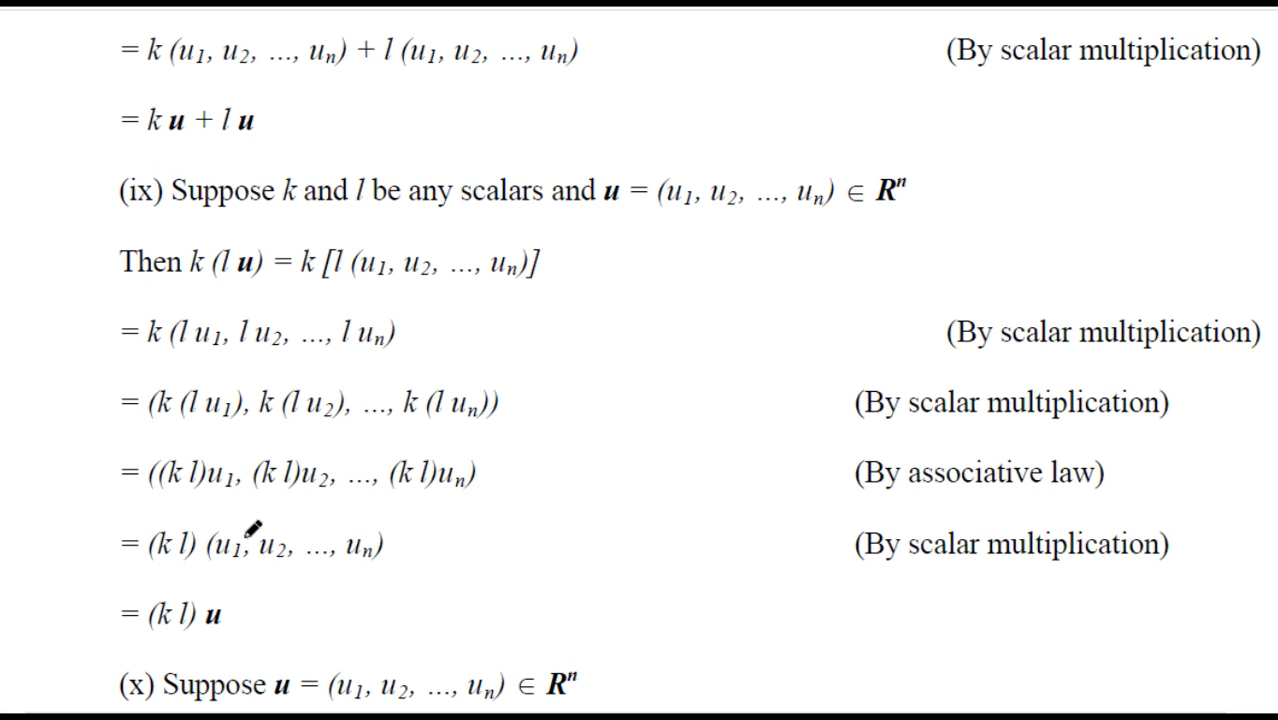 = k (u1, u2, ..., un) + l (u1, u2, ..., un) (By scalar multiplication)
= k u + l u
(ix) Suppose k and l be any scalars and u = (u1, u2, ..., un) ∈ Rⁿ
Then k (l u) = k [l (u1, u2, ..., un)]
= k (l u1, l u2, ..., l un) (By scalar multiplication)
= (k (l u1), k (l u2), ..., k (l un)) (By scalar multiplication)
= ((k l)u1, (k l)u2, ..., (k l)un) (By associative law)
= (k l) (u1, u2, ..., un) (By scalar multiplication)
= (k l) u
(x) Suppose u = (u1, u2, ..., un) ∈ Rⁿ